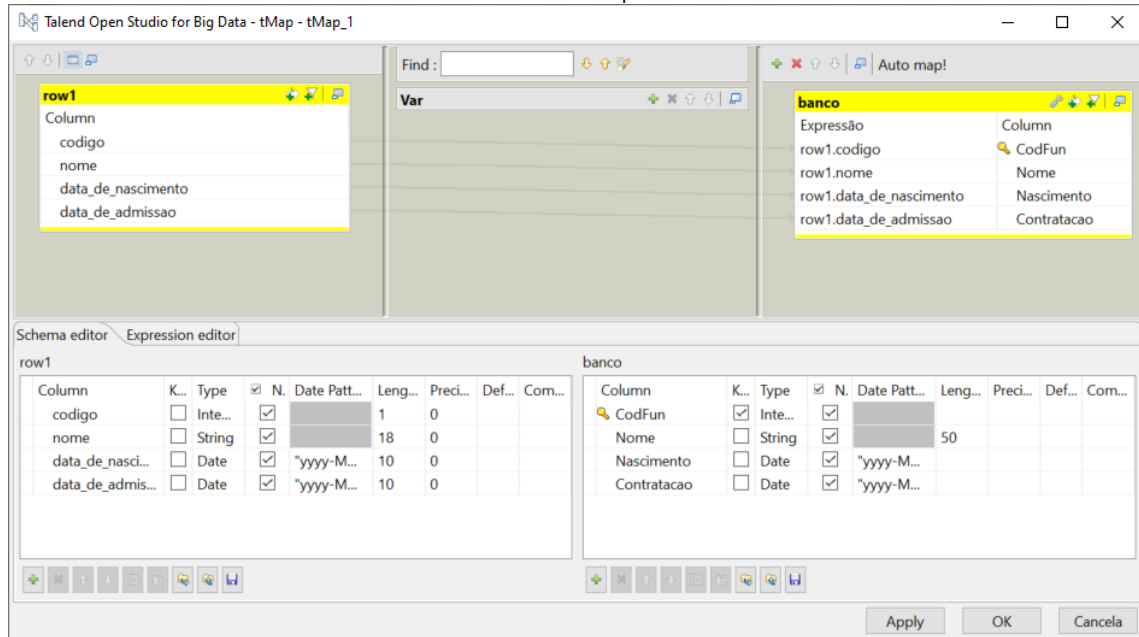 Talend Open Studio for Big Data - tMap - tMap_1
Find :
Auto map!
row1
Column
codigo
nome
data_de_nascimento
data_de_admissao
Var
banco
Expressão Column
row1.codigo CodFun
row1.nome Nome
row1.data_de_nascimento Nascimento
row1.data_de_admissao Contratacao
Schema editor Expression editor
row1
Column K... Type N. Date Patt... Leng... Preci... Def... Com...
codigo Inte... 1 0
nome String 18 0
data_de_nasci... Date "yyyy-M... 10 0
data_de_admis... Date "yyyy-M... 10 0
banco
Column K... Type N. Date Patt... Leng... Preci... Def... Com...
CodFun Inte...
Nome String 50
Nascimento Date "yyyy-M...
Contratacao Date "yyyy-M...
Apply OK Cancela